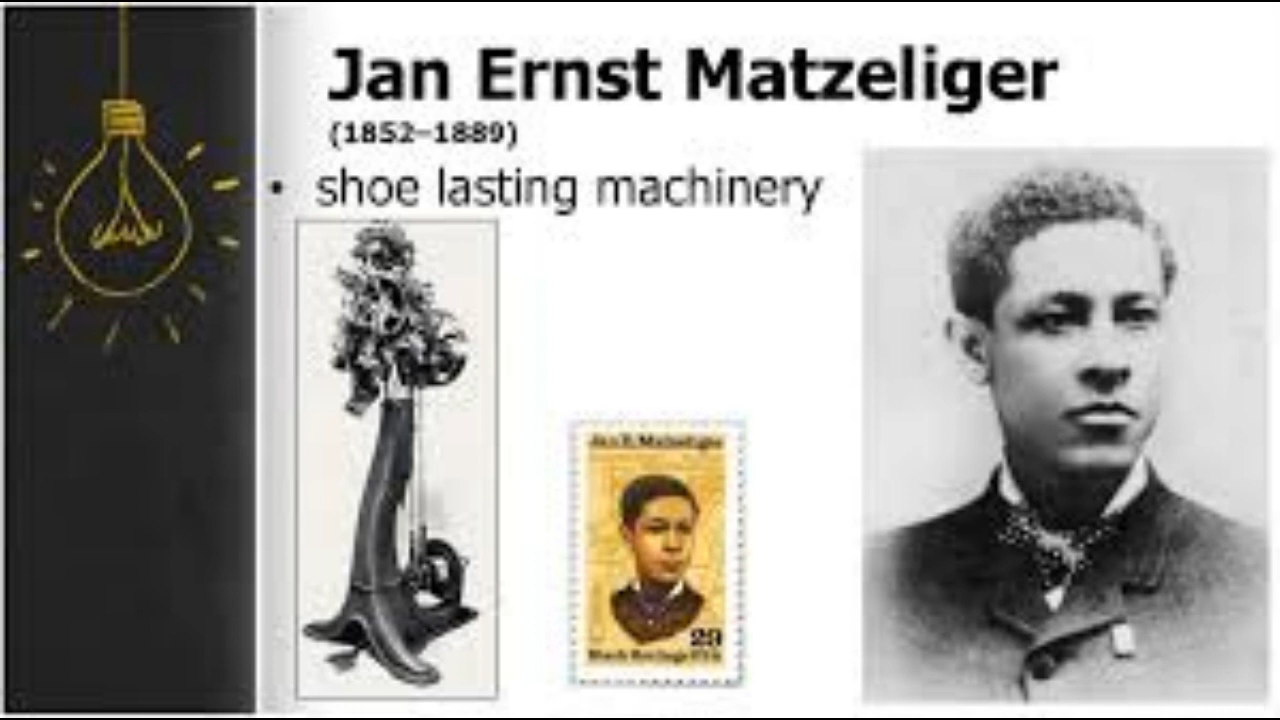 Jan Ernst Matzeliger
(1852–1889)
• shoe lasting machinery
Jan E. Matzeliger
29
Black Heritage USA